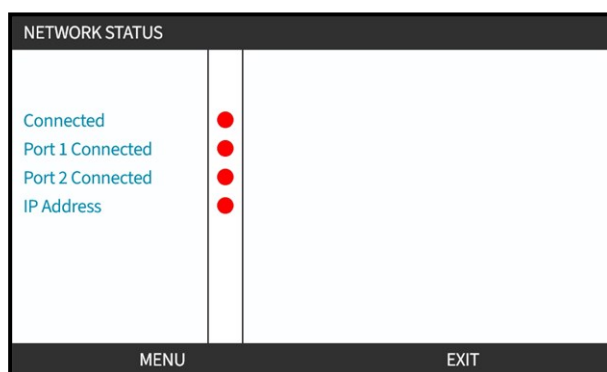 NETWORK STATUS
Connected
Port 1 Connected
Port 2 Connected
IP Address
MENU EXIT